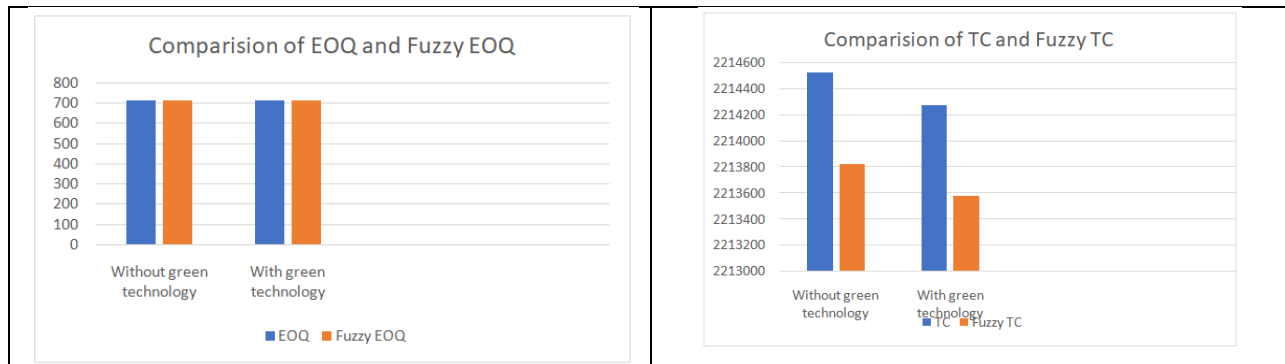 Comparision of EOQ and Fuzzy EOQ
800
700
600
500
400
300
200
100
0
Without green
technology
With green
technology
EOQ
Fuzzy EOQ
Comparision of TC and Fuzzy TC
2214600
2214400
2214200
2214000
2213800
2213600
2213400
2213200
2213000
Without green
technology
With green
technology
TC
Fuzzy TC